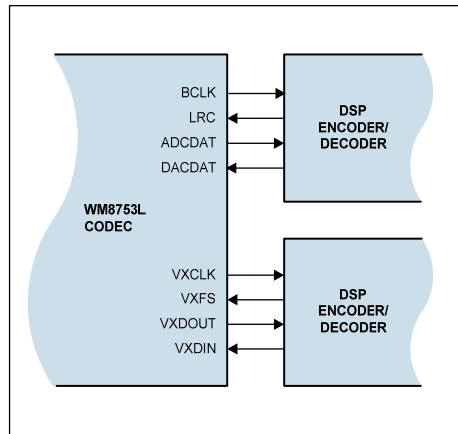 BCLK
LRC
ADCDAT
DACDAT
DSP
ENCODER/
DECODER
WM8753L
CODEC
VXCLK
VXFS
VXDOUT
VXDIN
DSP
ENCODER/
DECODER